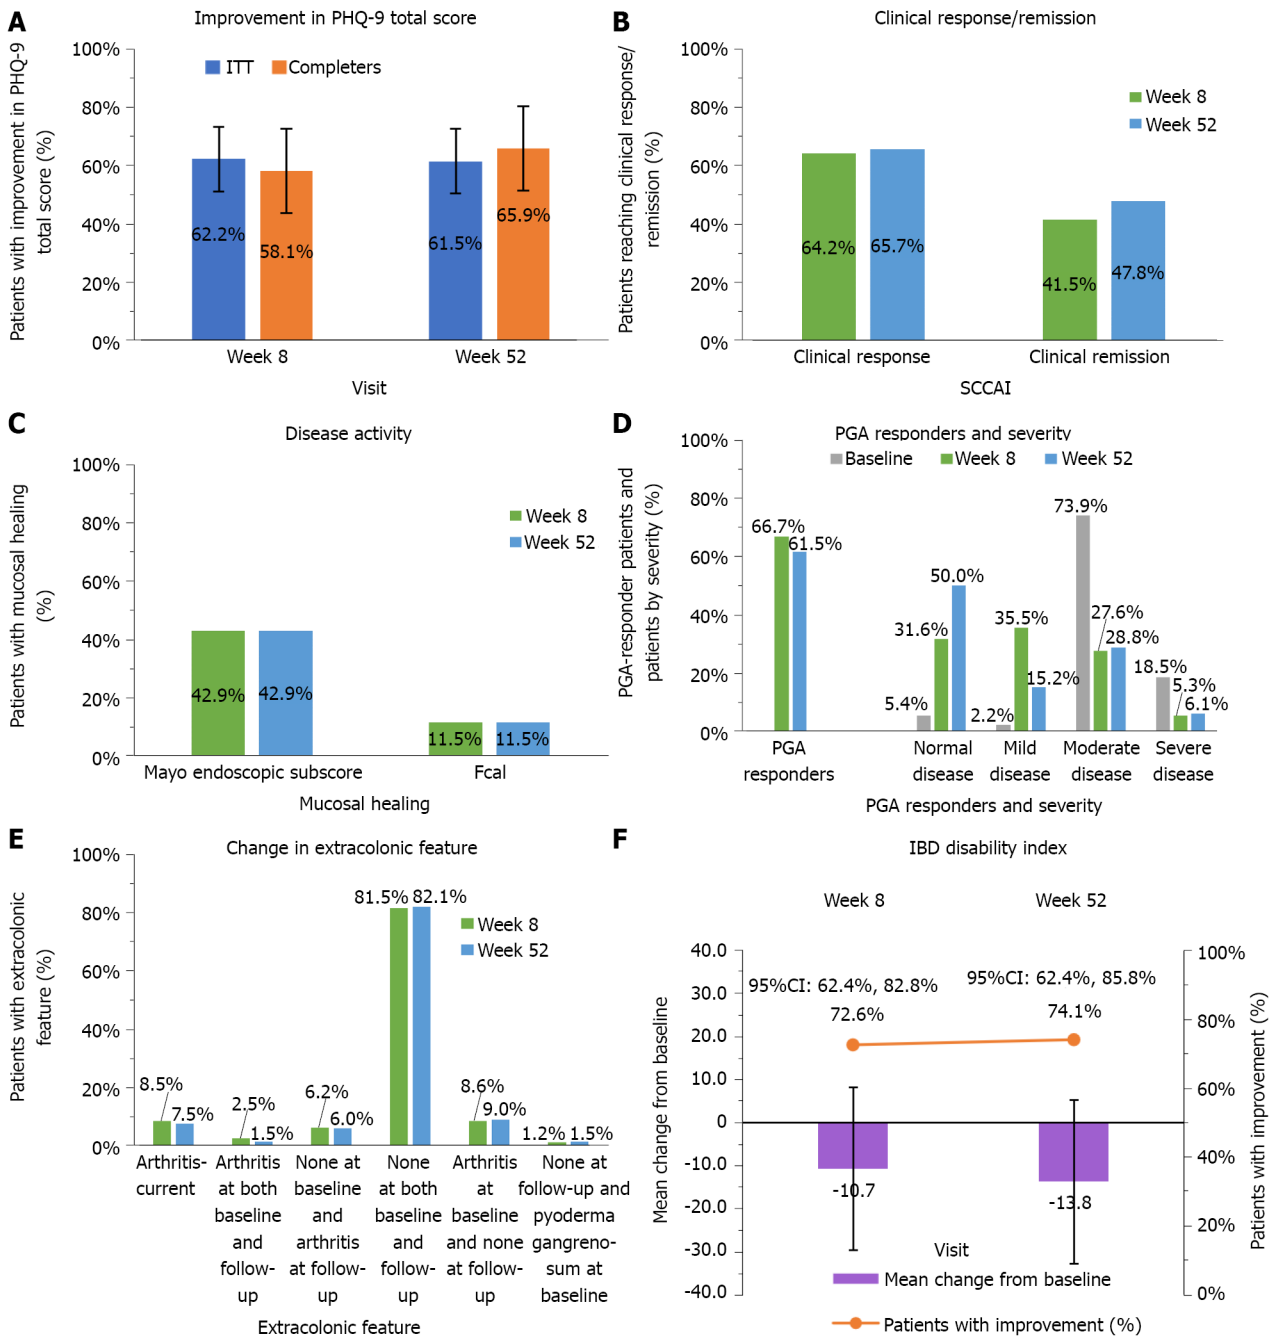 A
Improvement in PHQ-9 total score
Patients with improvement in PHQ-9
total score (%)
100%
80%
60%
40%
20%
0%
ITT
Completers
62.2%
58.1%
61.5%
65.9%
Week 8
Week 52
Visit
B
Clinical response/remission
Patients reaching clinical response/
remission (%)
100%
80%
60%
40%
20%
0%
Week 8
Week 52
64.2%
65.7%
41.5%
47.8%
Clinical response
Clinical remission
SCCAI
C
Disease activity
Patients with mucosal healing
(%)
100%
80%
60%
40%
20%
0%
Week 8
Week 52
42.9%
42.9%
11.5%
11.5%
Mayo endoscopic subscore
Fcal
Mucosal healing
D
PGA responders and severity
PGA-responder patients and
patients by severity (%)
100%
80%
60%
40%
20%
0%
Baseline
Week 8
Week 52
66.7%
61.5%
5.4%
31.6%
50.0%
2.2%
35.5%
15.2%
73.9%
27.6%
28.8%
18.5%
5.3%
6.1%
PGA
responders
Normal
disease
Mild
disease
Moderate
disease
Severe
disease
PGA responders and severity
E
Change in extracolonic feature
Patients with extracolonic
feature (%)
100%
80%
60%
40%
20%
0%
Week 8
Week 52
8.5%
7.5%
2.5%
1.5%
6.2%
6.0%
81.5%
82.1%
8.6%
9.0%
1.2%
1.5%
Arthritis-
current
Arthritis
at both
baseline
and
follow-
up
None at
baseline
and
arthritis
at follow-
up
None
at both
baseline
and
follow-
up
Arthritis
at
baseline
and none
at follow-
up
None at
follow-up and
pyoderma
gangreno-
sum at
baseline
Extracolonic feature
F
IBD disability index
Week 8
Week 52
Mean change from baseline
40.0
30.0
20.0
10.0
0
-10.0
-20.0
-30.0
-40.0
95%CI: 62.4%, 82.8%
72.6%
95%CI: 62.4%, 85.8%
74.1%
-10.7
-13.8
100%
80%
60%
40%
20%
0%
Patients with improvement (%)
Visit
Mean change from baseline
Patients with improvement (%)